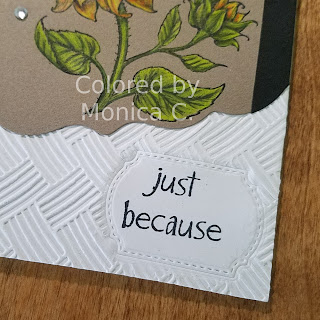 Colored by
Monica C.
just
because